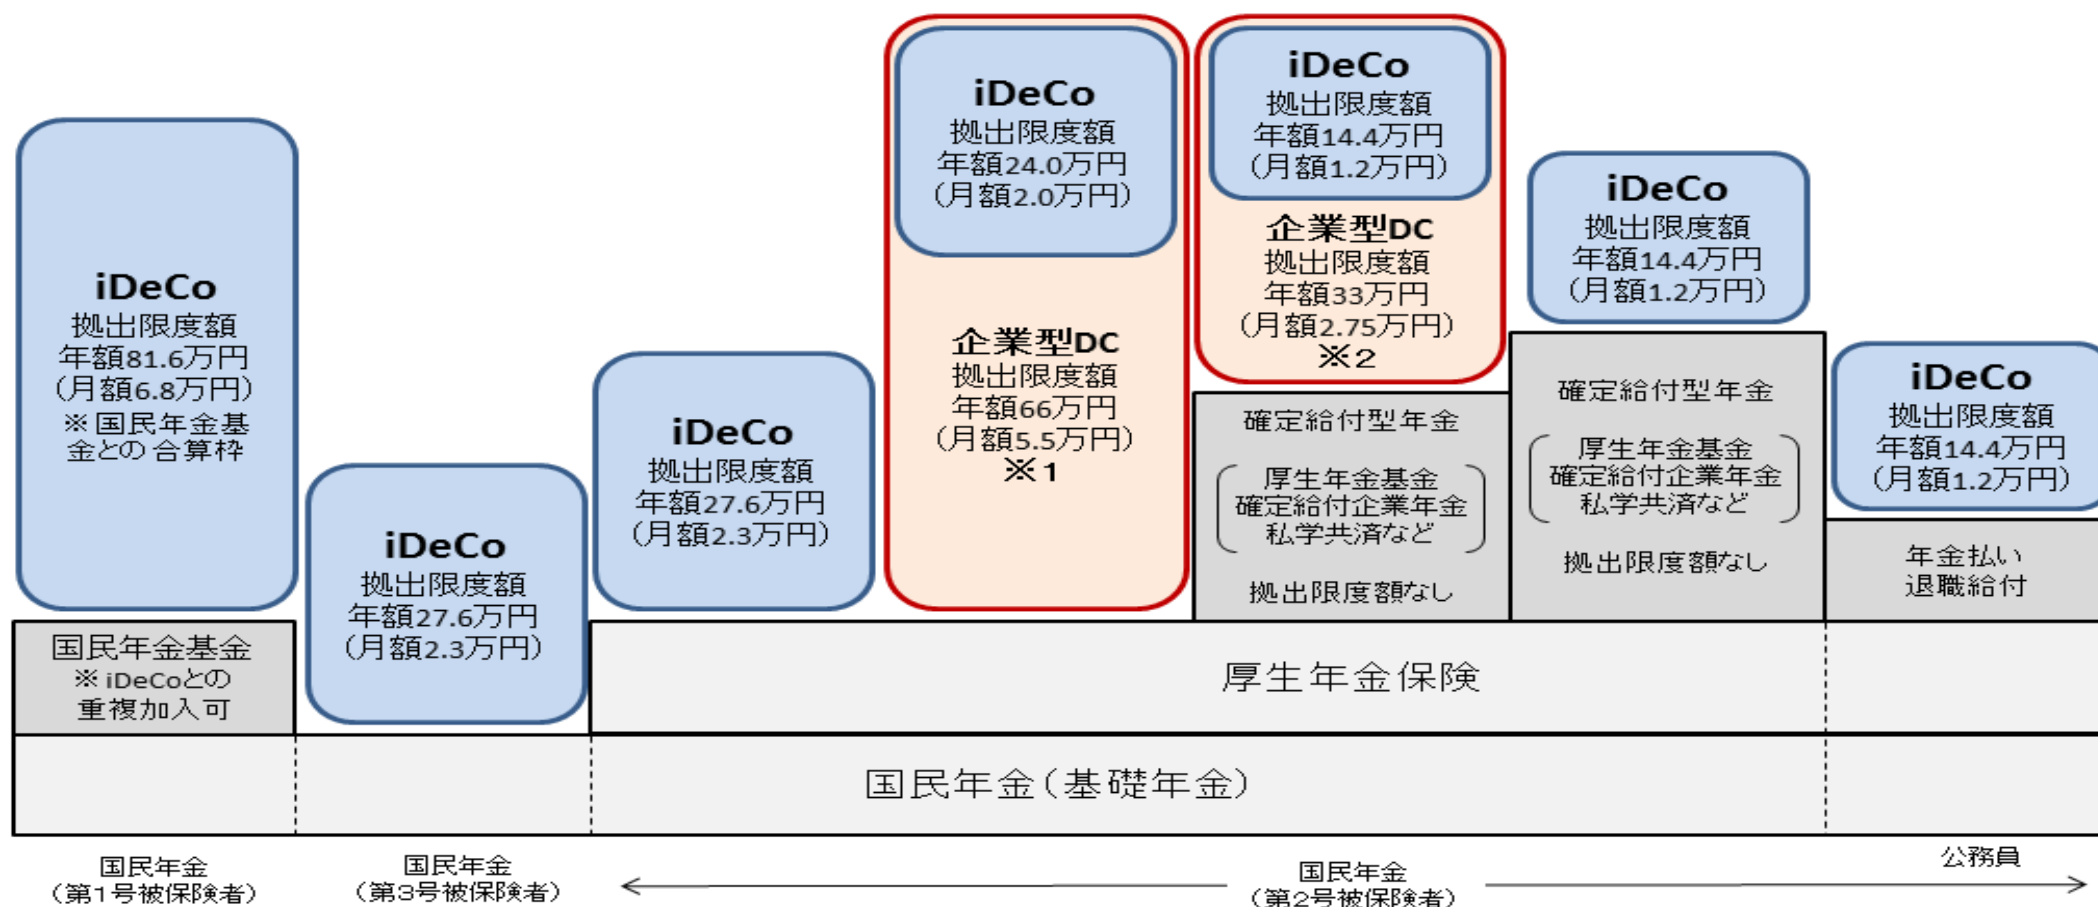 iDeCo
拠出限度額
年額81.6万円
(月額6.8万円)
※国民年金基
金との合算枠
国民年金基金
※iDeCoとの
重複加入可
iDeCo
拠出限度額
年額27.6万円
(月額2.3万円)
iDeCo
拠出限度額
年額27.6万円
(月額2.3万円)
iDeCo
拠出限度額
年額24.0万円
(月額2.0万円)
企業型DC
拠出限度額
年額66万円
(月額5.5万円)
※1
iDeCo
拠出限度額
年額14.4万円
(月額1.2万円)
企業型DC
拠出限度額
年額33万円
(月額2.75万円)
※2
確定給付型年金
厚生年金基金
確定給付企業年金
私学共済など
拠出限度額なし
iDeCo
拠出限度額
年額14.4万円
(月額1.2万円)
確定給付型年金
厚生年金基金
確定給付企業年金
私学共済など
拠出限度額なし
iDeCo
拠出限度額
年額14.4万円
(月額1.2万円)
年金払い
退職給付
厚生年金保険
国民年金(基礎年金)
国民年金
(第1号被保険者)
国民年金
(第3号被保険者)
国民年金
(第2号被保険者)
公務員